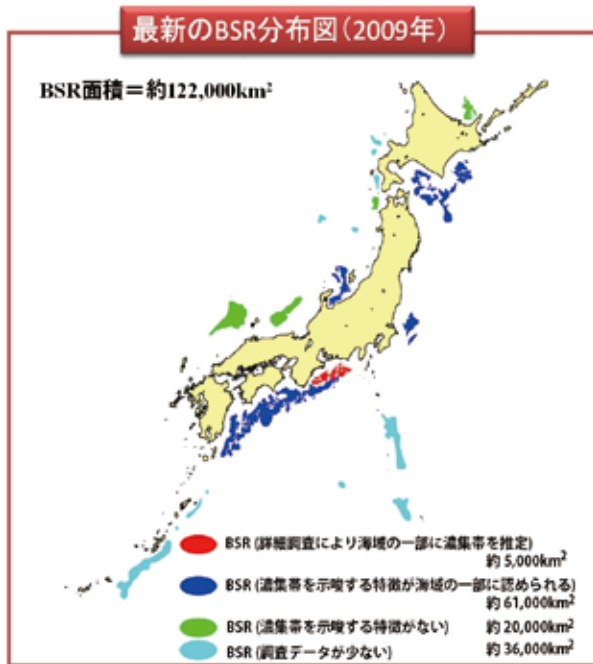 最新のBSR分布図(2009年)
BSR面積＝約122,000km²
BSR (詳細調査により海域の一部に濃集帯を推定)
約 5,000km²
BSR (濃集帯を示唆する特徴が海域の一部に認められる)
約 61,000km²
BSR (濃集帯を示唆する特徴がない) 約 20,000km²
BSR (調査データが少ない) 約 36,000km²